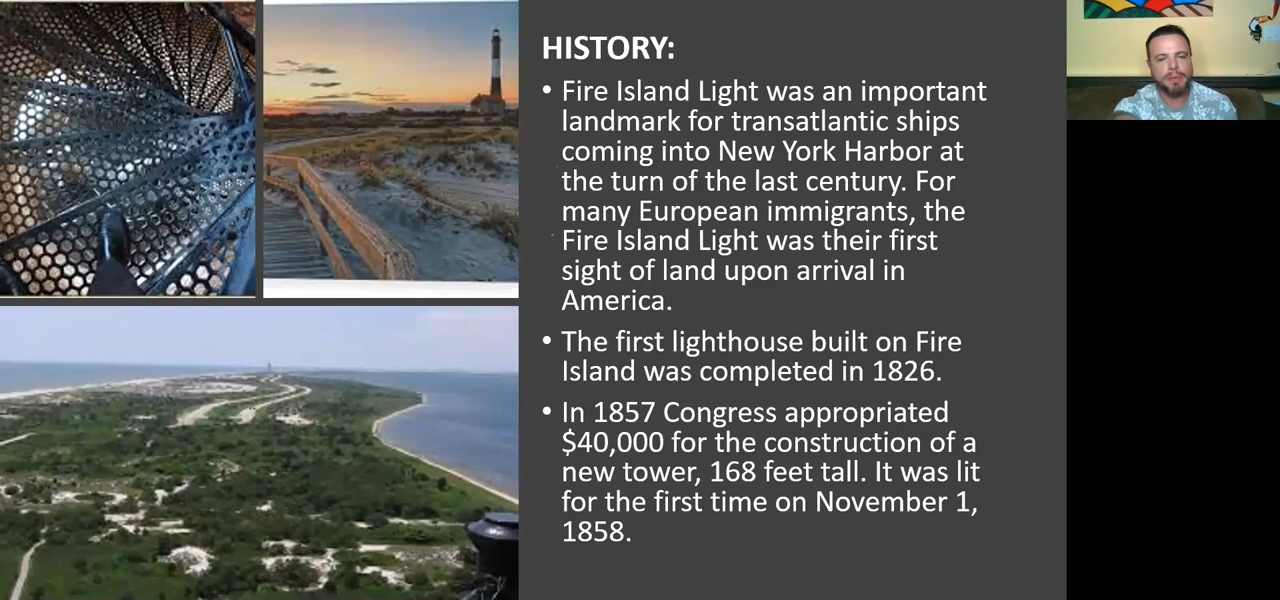 HISTORY:
• Fire Island Light was an important
landmark for transatlantic ships
coming into New York Harbor at
the turn of the last century. For
many European immigrants, the
Fire Island Light was their first
sight of land upon arrival in
America.
• The first lighthouse built on Fire
Island was completed in 1826.
• In 1857 Congress appropriated
$40,000 for the construction of a
new tower, 168 feet tall. It was lit
for the first time on November 1,
1858.